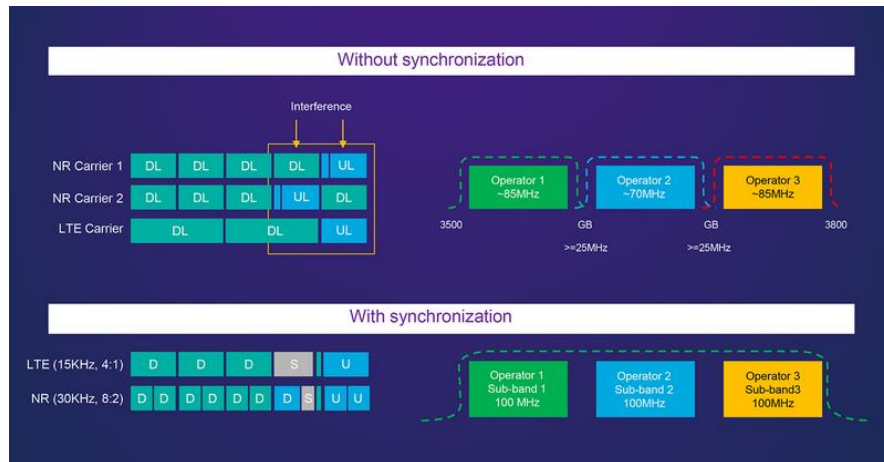 Without synchronization
Interference
NR Carrier 1
DL
DL
DL
DL
UL
NR Carrier 2
DL
DL
DL
UL
DL
LTE Carrier
DL
DL
UL
Operator 1
~85MHz
Operator 2
~70MHz
Operator 3
~85MHz
3500
GB
GB
3800
>=25MHz
>=25MHz
With synchronization
LTE (15KHz, 4:1)
D
D
D
S
U
NR (30KHz, 8:2)
D
D
D
D
D
D
D
S
U
U
Operator 1
Sub-band 1
100 MHz
Operator 2
Sub-band 2
100MHz
Operator 3
Sub-band3
100MHz